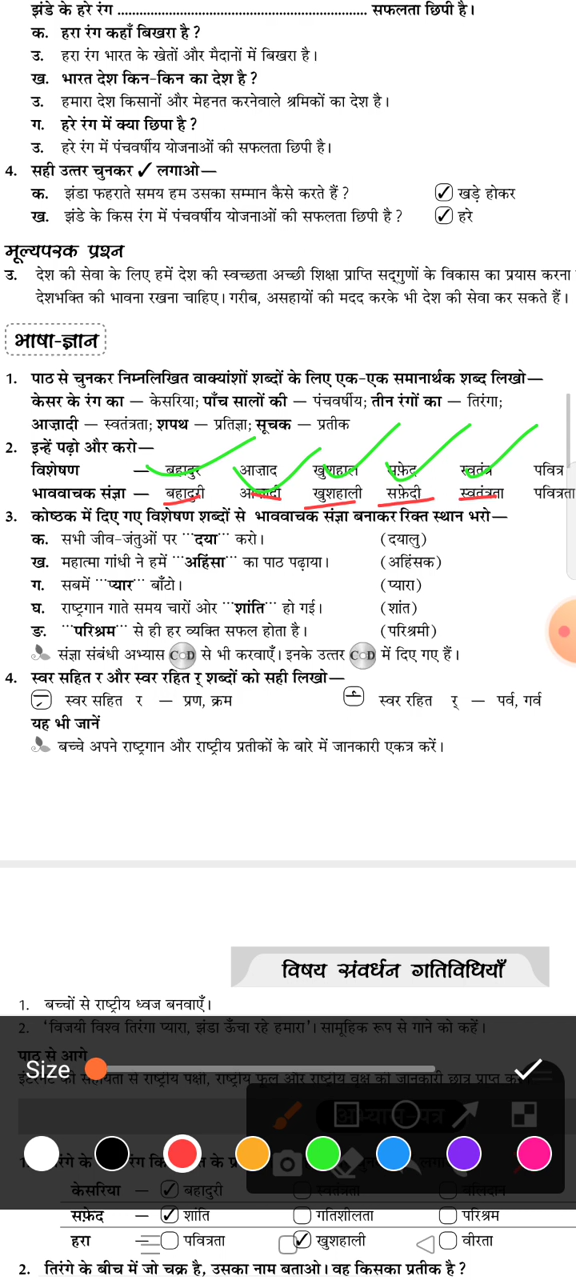 झंडे के हरे रंग ........................................................................ सफलता छिपी है।
क. हरा रंग कहाँ बिखरा है ?
उ. हरा रंग भारत के खेतों और मैदानों में बिखरा है।
ख. भारत देश किन-किन का देश है ?
उ. हमारा देश किसानों और मेहनत करनेवाले श्रमिकों का देश है।
ग. हरे रंग में क्या छिपा है ?
उ. हरे रंग में पंचवर्षीय योजनाओं की सफलता छिपी है।
4. सही उत्तर चुनकर ✓ लगाओ—
क. झंडा फहराते समय हम उसका सम्मान कैसे करते हैं ? ✓ खड़े होकर
ख. झंडे के किस रंग में पंचवर्षीय योजनाओं की सफलता छिपी है ? ✓ हरे
मूल्यपरक प्रश्न
उ. देश की सेवा के लिए हमें देश की स्वच्छता अच्छी शिक्षा प्राप्ति सद्गुणों के विकास का प्रयास करना
देशभक्ति की भावना रखना चाहिए। गरीब, असहायों की मदद करके भी देश की सेवा कर सकते हैं।
भाषा-ज्ञान
1. पाठ से चुनकर निम्नलिखित वाक्यांशों शब्दों के लिए एक-एक समानार्थक शब्द लिखो—
केसर के रंग का — केसरिया; पाँच सालों की — पंचवर्षीय; तीन रंगों का — तिरंगा;
आज़ादी — स्वतंत्रता; शपथ — प्रतिज्ञा; सूचक — प्रतीक
2. इन्हें पढ़ो और करो—
विशेषण — बहादुर आज़ाद खुशहाल सफ़ेद स्वतंत्र पवित्र
भाववाचक संज्ञा — बहादुरी आज़ादी खुशहाली सफ़ेदी स्वतंत्रता पवित्रता
3. कोष्ठक में दिए गए विशेषण शब्दों से भाववाचक संज्ञा बनाकर रिक्त स्थान भरो—
क. सभी जीव-जंतुओं पर ···दया··· करो। (दयालु)
ख. महात्मा गांधी ने हमें ···अहिंसा··· का पाठ पढ़ाया। (अहिंसक)
ग. सबमें ···प्यार··· बाँटो। (प्यारा)
घ. राष्ट्रगान गाते समय चारों ओर ···शांति··· हो गई। (शांत)
ङ. ···परिश्रम··· से ही हर व्यक्ति सफल होता है। (परिश्रमी)
संज्ञा संबंधी अभ्यास CD से भी करवाएँ। इनके उत्तर CD में दिए गए हैं।
4. स्वर सहित र और स्वर रहित र् शब्दों को सही लिखो—
स्वर सहित र — प्रण, क्रम स्वर रहित र् — पर्व, गर्व
यह भी जानें
बच्चे अपने राष्ट्रगान और राष्ट्रीय प्रतीकों के बारे में जानकारी एकत्र करें।
विषय संवर्धन गतिविधियाँ
1. बच्चों से राष्ट्रीय ध्वज बनवाएँ।
2. 'विजयी विश्व तिरंगा प्यारा, झंडा ऊँचा रहे हमारा'। सामूहिक रूप से गाने को कहें।
पाठ से आगे
Size
इंटरनेट की सहायता से राष्ट्रीय पक्षी, राष्ट्रीय फूल और राष्ट्रीय वृक्ष की जानकारी छात्र प्राप्त
अभ्यास-पत्र
केसरिया — ✓ बहादुरी
सफ़ेद — ✓ शांति गतिशीलता परिश्रम
हरा — पवित्रता ✓ खुशहाली वीरता
2. तिरंगे के बीच में जो चक्र है, उसका नाम बताओ। वह किसका प्रतीक है ?